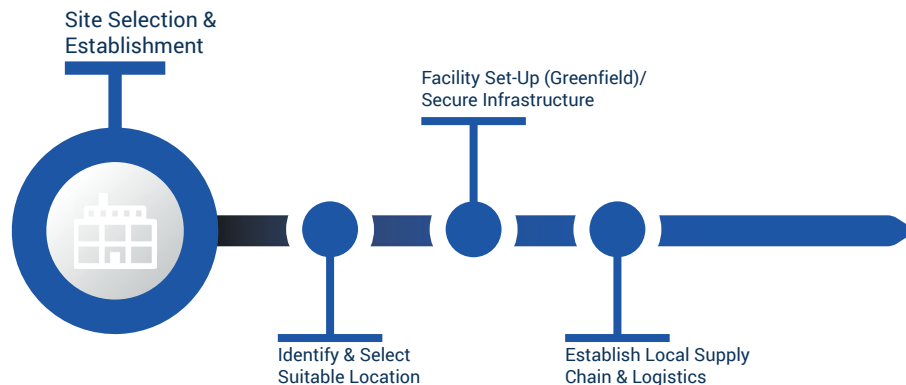 Site Selection &
Establishment
Facility Set-Up (Greenfield)/
Secure Infrastructure
Identify & Select
Suitable Location
Establish Local Supply
Chain & Logistics